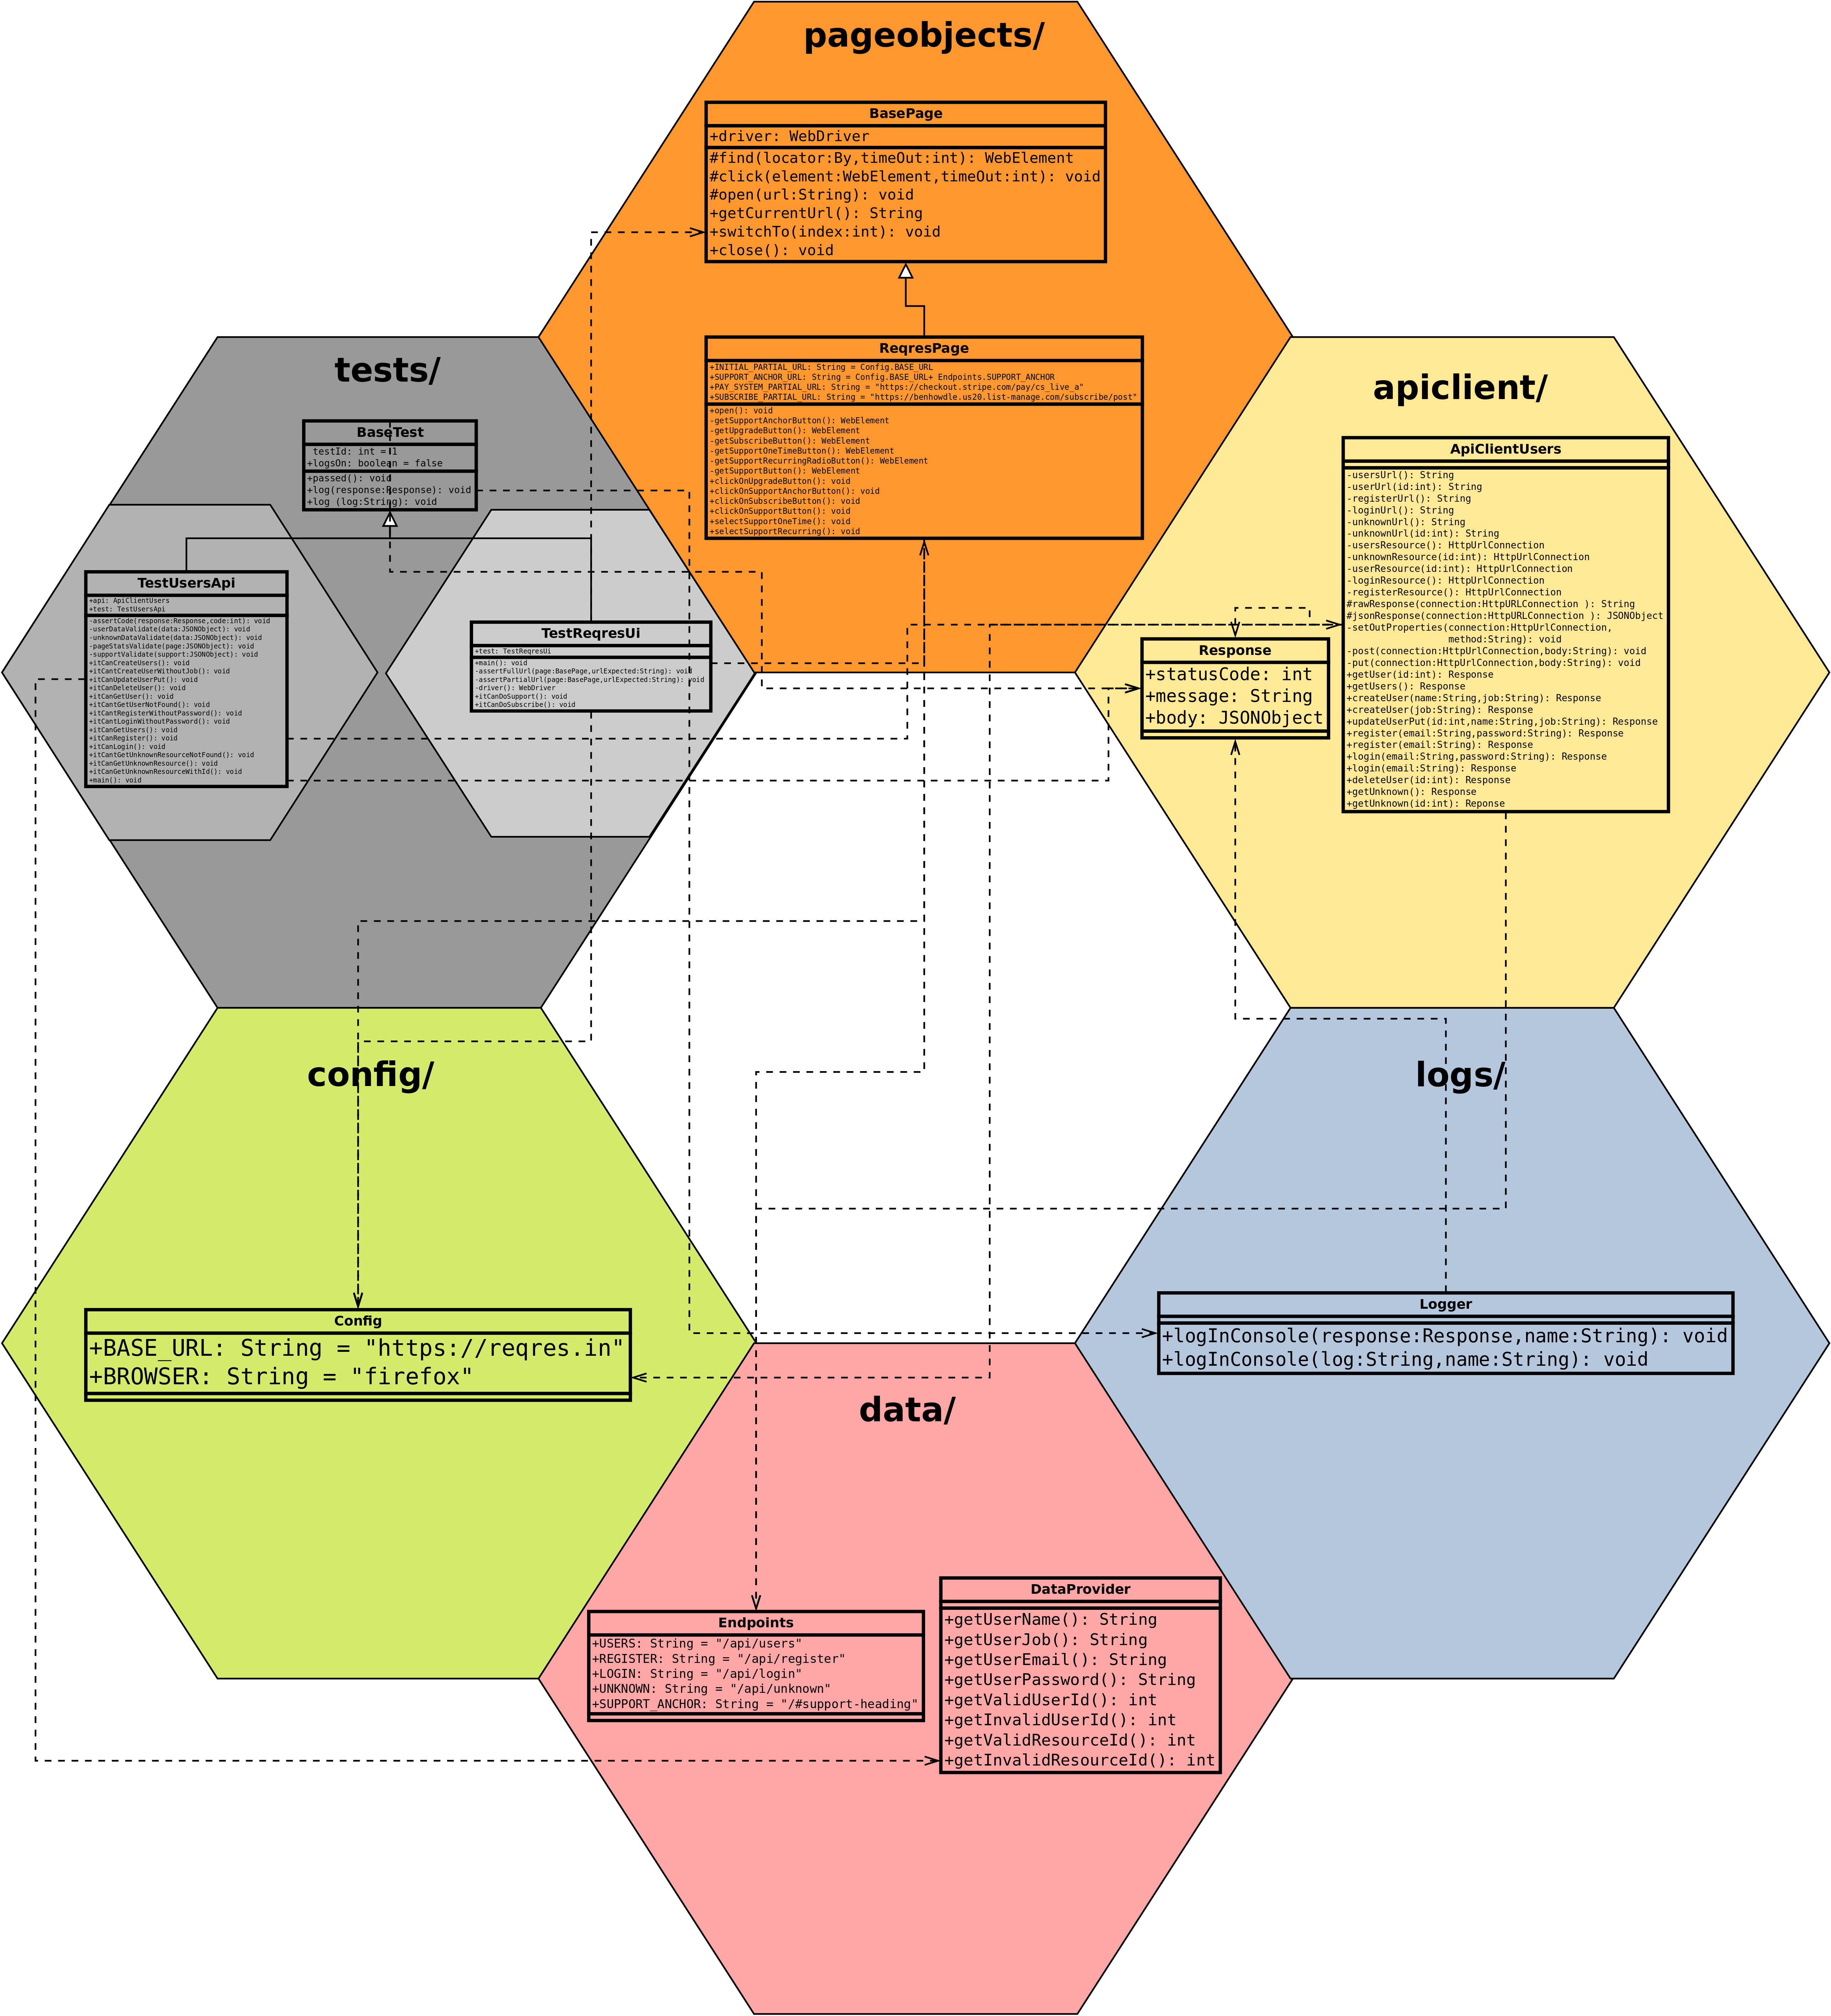 pageobjects/
BasePage
+driver: WebDriver
#find(locator:By,timeOut:int): WebElement
#click(element:WebElement,timeOut:int): void
#open(url:String): void
+getCurrentUrl(): String
+switchTo(index:int): void
+close(): void
ReqresPage
+INITIAL_PARTIAL_URL: String = Config.BASE_URL
+SUPPORT_ANCHOR_URL: String = Config.BASE_URL+ Endpoints.SUPPORT_ANCHOR
+PAY_SYSTEM_PARTIAL_URL: String = "https://checkout.stripe.com/pay/cs_live_a"
+SUBSCRIBE_PARTIAL_URL: String = "https://benhowdle.us20.list-manage.com/subscribe/post"
+open(): void
-getSupportAnchorButton(): WebElement
-getUpgradeButton(): WebElement
-getSubscribeButton(): WebElement
-getSupportOneTimeButton(): WebElement
-getSupportRecurringRadioButton(): WebElement
-getSupportButton(): WebElement
+clickOnUpgradeButton(): void
+clickOnSupportAnchorButton(): void
+clickOnSubscribeButton(): void
+clickOnSupportButton(): void
+selectSupportOneTime(): void
+selectSupportRecurring(): void
tests/
BaseTest
testId: int = 1
+logsOn: boolean = false
+passed(): void
+log(response:Response): void
+log (log:String): void
TestUsersApi
+api: ApiClientUsers
+test: TestUsersApi
-assertCode(response:Response,code:int): void
-userDataValidate(data:JSONObject): void
-unknownDataValidate(data:JSONObject): void
-pageStatsValidate(page:JSONObject): void
-supportValidate(support:JSONObject): void
+itCanCreateUsers(): void
+itCantCreateUserWithoutJob(): void
+itCanUpdateUserPut(): void
+itCanDeleteUser(): void
+itCanGetUser(): void
+itCantGetUserNotFound(): void
+itCantRegisterWithoutPassword(): void
+itCantLoginWithoutPassword(): void
+itCanGetUsers(): void
+itCanRegister(): void
+itCanLogin(): void
+itCantGetUnknownResourceNotFound(): void
+itCanGetUnknownResource(): void
+itCanGetUnknownResourceWithId(): void
+main(): void
TestReqresUi
+test: TestReqresUi
+main(): void
-assertFullUrl(page:BasePage,urlExpected:String): void
-assertPartialUrl(page:BasePage,urlExpected:String): void
-driver(): WebDriver
+itCanDoSupport(): void
+itCanDoSubscribe(): void
apiclient/
ApiClientUsers
-usersUrl(): String
-userUrl(id:int): String
-registerUrl(): String
-loginUrl(): String
-unknownUrl(): String
-unknownUrl(id:int): String
-usersResource(): HttpUrlConnection
-unknownResource(id:int): HttpUrlConnection
-userResource(id:int): HttpUrlConnection
-loginResource(): HttpUrlConnection
-registerResource(): HttpUrlConnection
#rawResponse(connection:HttpURLConnection ): String
#jsonResponse(connection:HttpURLConnection ): JSONObject
-setOutProperties(connection:HttpUrlConnection,
method:String): void
-post(connection:HttpUrlConnection,body:String): void
-put(connection:HttpUrlConnection,body:String): void
+getUser(id:int): Response
+getUsers(): Response
+createUser(name:String,job:String): Response
+createUser(job:String): Response
+updateUserPut(id:int,name:String,job:String): Response
+register(email:String,password:String): Response
+register(email:String): Response
+login(email:String,password:String): Response
+login(email:String): Response
+deleteUser(id:int): Response
+getUnknown(): Response
+getUnknown(id:int): Reponse
Response
+statusCode: int
+message: String
+body: JSONObject
config/
Config
+BASE_URL: String = "https://reqres.in"
+BROWSER: String = "firefox"
logs/
Logger
+logInConsole(response:Response,name:String): void
+logInConsole(log:String,name:String): void
data/
Endpoints
+USERS: String = "/api/users"
+REGISTER: String = "/api/register"
+LOGIN: String = "/api/login"
+UNKNOWN: String = "/api/unknown"
+SUPPORT_ANCHOR: String = "/#support-heading"
DataProvider
+getUserName(): String
+getUserJob(): String
+getUserEmail(): String
+getUserPassword(): String
+getValidUserId(): int
+getInvalidUserId(): int
+getValidResourceId(): int
+getInvalidResourceId(): int